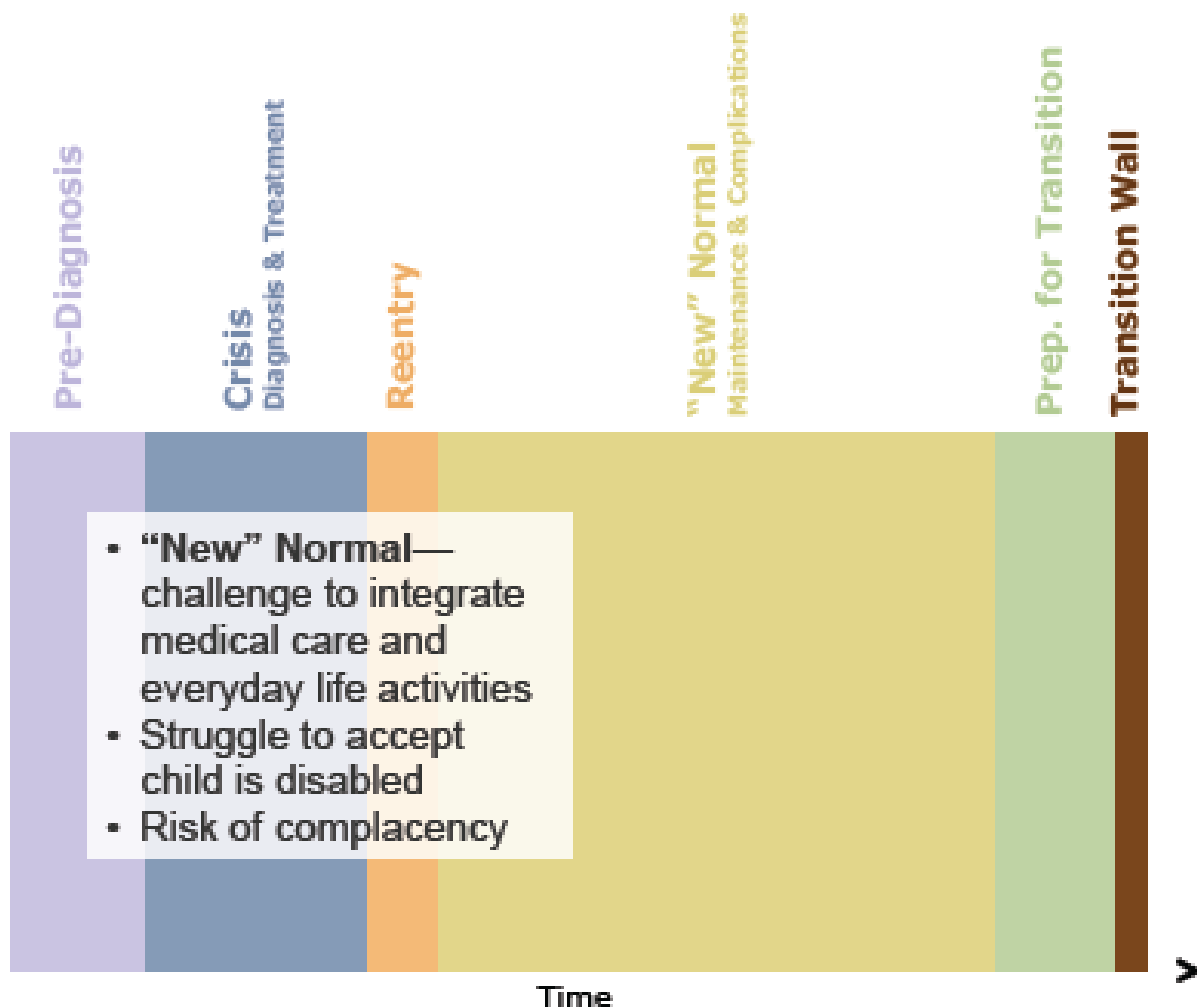 Pre-Diagnosis
Crisis
Diagnosis & Treatment
Reentry
“New” Normal
Maintenance & Complications
Prep. for Transition
Transition Wall
• “New” Normal—
challenge to integrate
medical care and
everyday life activities
• Struggle to accept
child is disabled
• Risk of complacency
Time